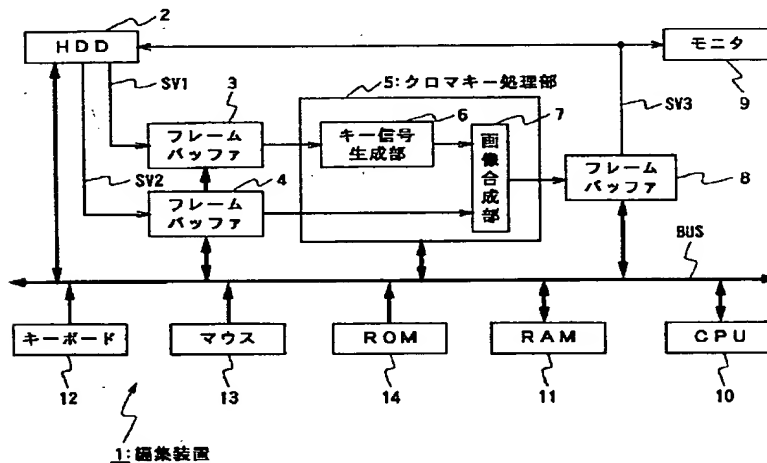 2
HDD
モニタ
9
SV1
3
フレーム
バッファ
SV2
4
フレーム
バッファ
5:クロマキー処理部
6
キー信号
生成部
7
画像合成部
SV3
フレーム
バッファ
8
BUS
キーボード
マウス
ROM
RAM
CPU
12
13
14
11
10
1:編集装置